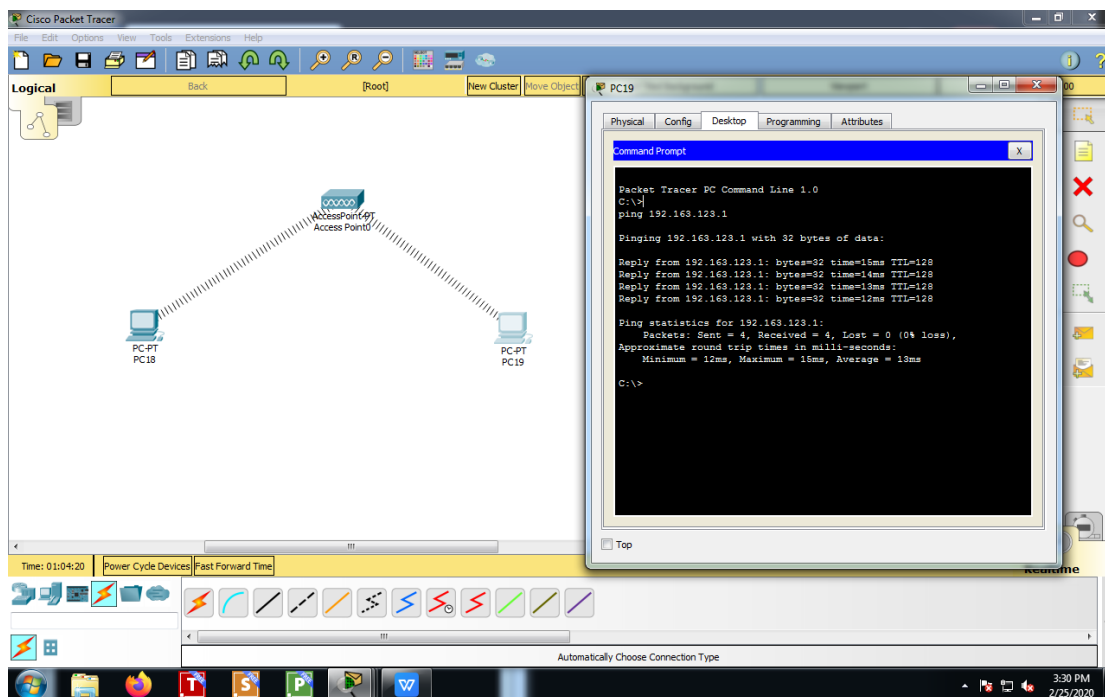 Cisco Packet Tracer
File Edit Options View Tools Extensions Help
Logical
Back
[Root]
New Cluster
Move Object
PC19
Physical Config Desktop Programming Attributes
Command Prompt
X
Packet Tracer PC Command Line 1.0
C:\>
ping 192.163.123.1
Pinging 192.163.123.1 with 32 bytes of data:
Reply from 192.163.123.1: bytes=32 time=15ms TTL=128
Reply from 192.163.123.1: bytes=32 time=14ms TTL=128
Reply from 192.163.123.1: bytes=32 time=13ms TTL=128
Reply from 192.163.123.1: bytes=32 time=12ms TTL=128
Ping statistics for 192.163.123.1:
Packets: Sent = 4, Received = 4, Lost = 0 (0% loss),
Approximate round trip times in milli-seconds:
Minimum = 12ms, Maximum = 15ms, Average = 13ms
C:\>
Top
AccessPoint-PT
Access Point0
PC-PT
PC18
PC-PT
PC19
Time: 01:04:20
Power Cycle Devices
Fast Forward Time
Realtime
Automatically Choose Connection Type
3:30 PM
2/25/2020